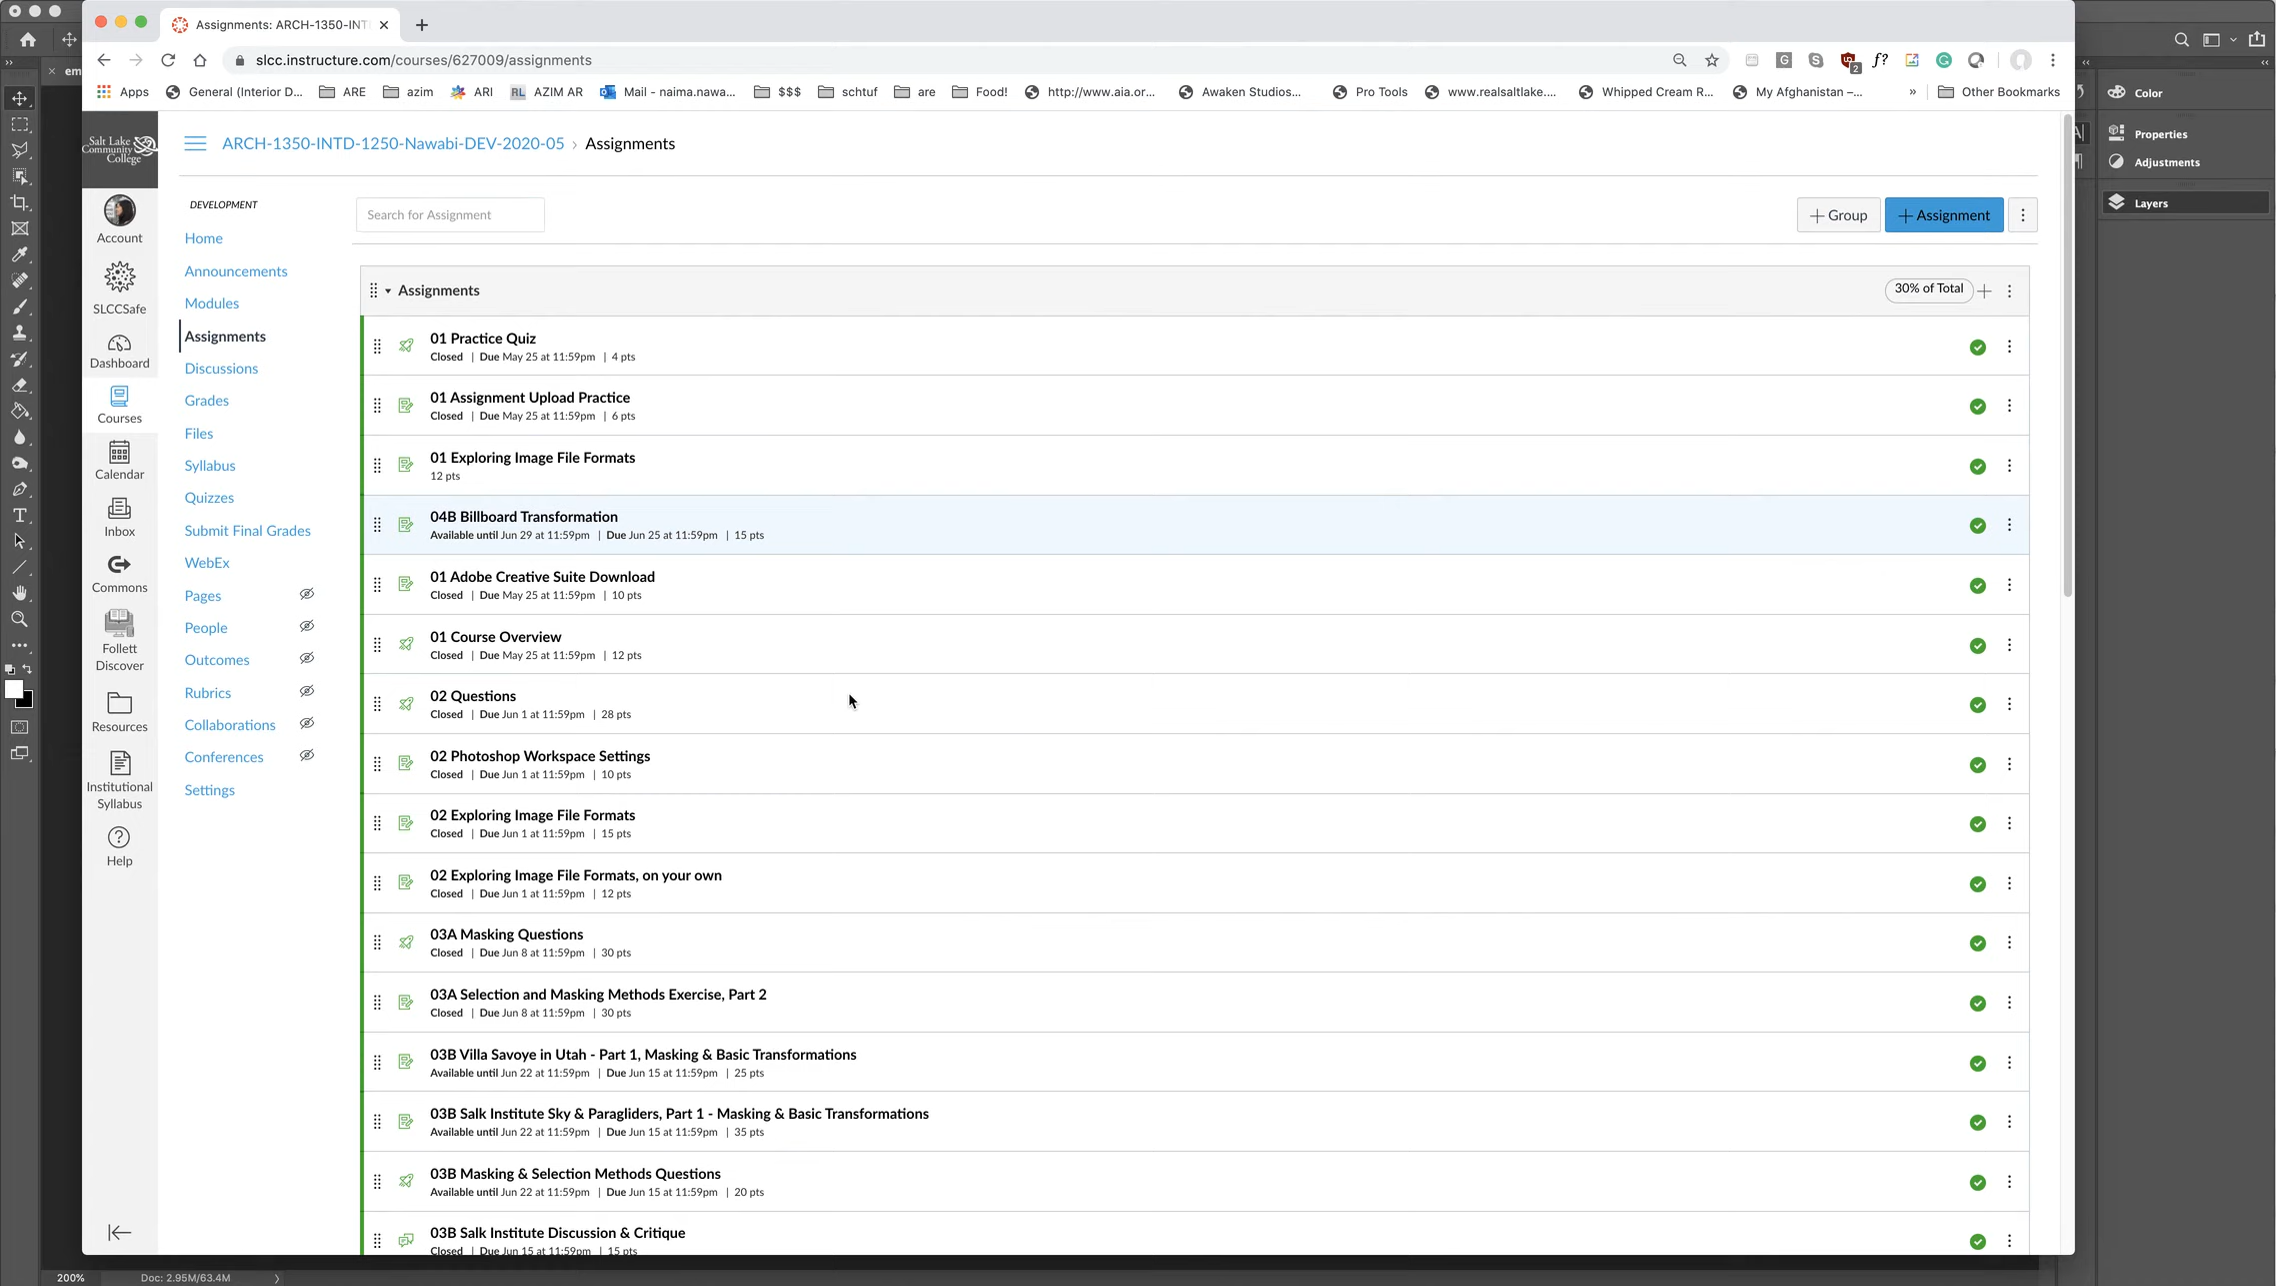 Assignments: ARCH-1350-INT
em
slcc.instructure.com/courses/627009/assignments
2
f?
Apps
General (Interior D...
ARE
azim
ARI
RL AZIM AR
Mail - naima.nawa...
$$$
schtuf
are
Food!
http://www.aia.or...
Awaken Studios...
Pro Tools
www.realsaltlake....
Whipped Cream R...
My Afghanistan –...
»
Other Bookmarks
Color
Properties
Adjustments
Layers
Salt Lake
Community
College
ARCH-1350-INTD-1250-Nawabi-DEV-2020-05 › Assignments
Account
SLCCSafe
Dashboard
Courses
Calendar
Inbox
Commons
Follett
Discover
Resources
Institutional
Syllabus
Help
DEVELOPMENT
Home
Announcements
Modules
Assignments
Discussions
Grades
Files
Syllabus
Quizzes
Submit Final Grades
WebEx
Pages
People
Outcomes
Rubrics
Collaborations
Conferences
Settings
Search for Assignment
+ Group
+ Assignment
Assignments
30% of Total
01 Practice Quiz
Closed | Due May 25 at 11:59pm | 4 pts
01 Assignment Upload Practice
Closed | Due May 25 at 11:59pm | 6 pts
01 Exploring Image File Formats
12 pts
04B Billboard Transformation
Available until Jun 29 at 11:59pm | Due Jun 25 at 11:59pm | 15 pts
01 Adobe Creative Suite Download
Closed | Due May 25 at 11:59pm | 10 pts
01 Course Overview
Closed | Due May 25 at 11:59pm | 12 pts
02 Questions
Closed | Due Jun 1 at 11:59pm | 28 pts
02 Photoshop Workspace Settings
Closed | Due Jun 1 at 11:59pm | 10 pts
02 Exploring Image File Formats
Closed | Due Jun 1 at 11:59pm | 15 pts
02 Exploring Image File Formats, on your own
Closed | Due Jun 1 at 11:59pm | 12 pts
03A Masking Questions
Closed | Due Jun 8 at 11:59pm | 30 pts
03A Selection and Masking Methods Exercise, Part 2
Closed | Due Jun 8 at 11:59pm | 30 pts
03B Villa Savoye in Utah - Part 1, Masking & Basic Transformations
Available until Jun 22 at 11:59pm | Due Jun 15 at 11:59pm | 25 pts
03B Salk Institute Sky & Paragliders, Part 1 - Masking & Basic Transformations
Available until Jun 22 at 11:59pm | Due Jun 15 at 11:59pm | 35 pts
03B Masking & Selection Methods Questions
Available until Jun 22 at 11:59pm | Due Jun 15 at 11:59pm | 20 pts
03B Salk Institute Discussion & Critique
Closed | Due Jun 15 at 11:59pm | 15 pts
200%
Doc: 2.95M/63.4M